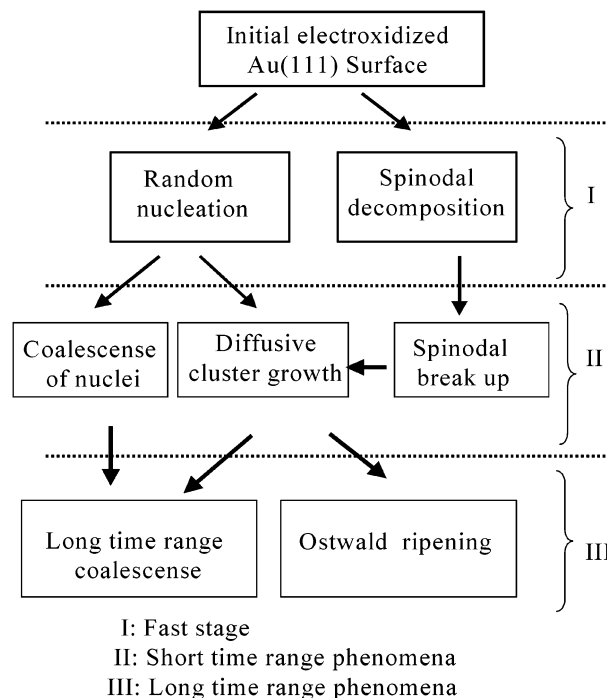 Initial electroxidized
Au(111) Surface
Random
nucleation
Spinodal
decomposition
I
Coalescense
of nuclei
Diffusive
cluster growth
Spinodal
break up
II
Long time range
coalescense
Ostwald ripening
III
I: Fast stage
II: Short time range phenomena
III: Long time range phenomena